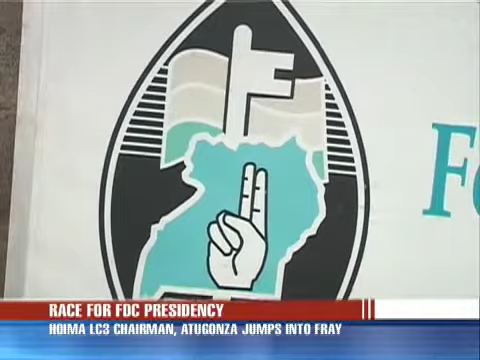 RACE FOR FDC PRESIDENCY
HOIMA LC3 CHAIRMAN, ATUGONZA JUMPS INTO FRAY